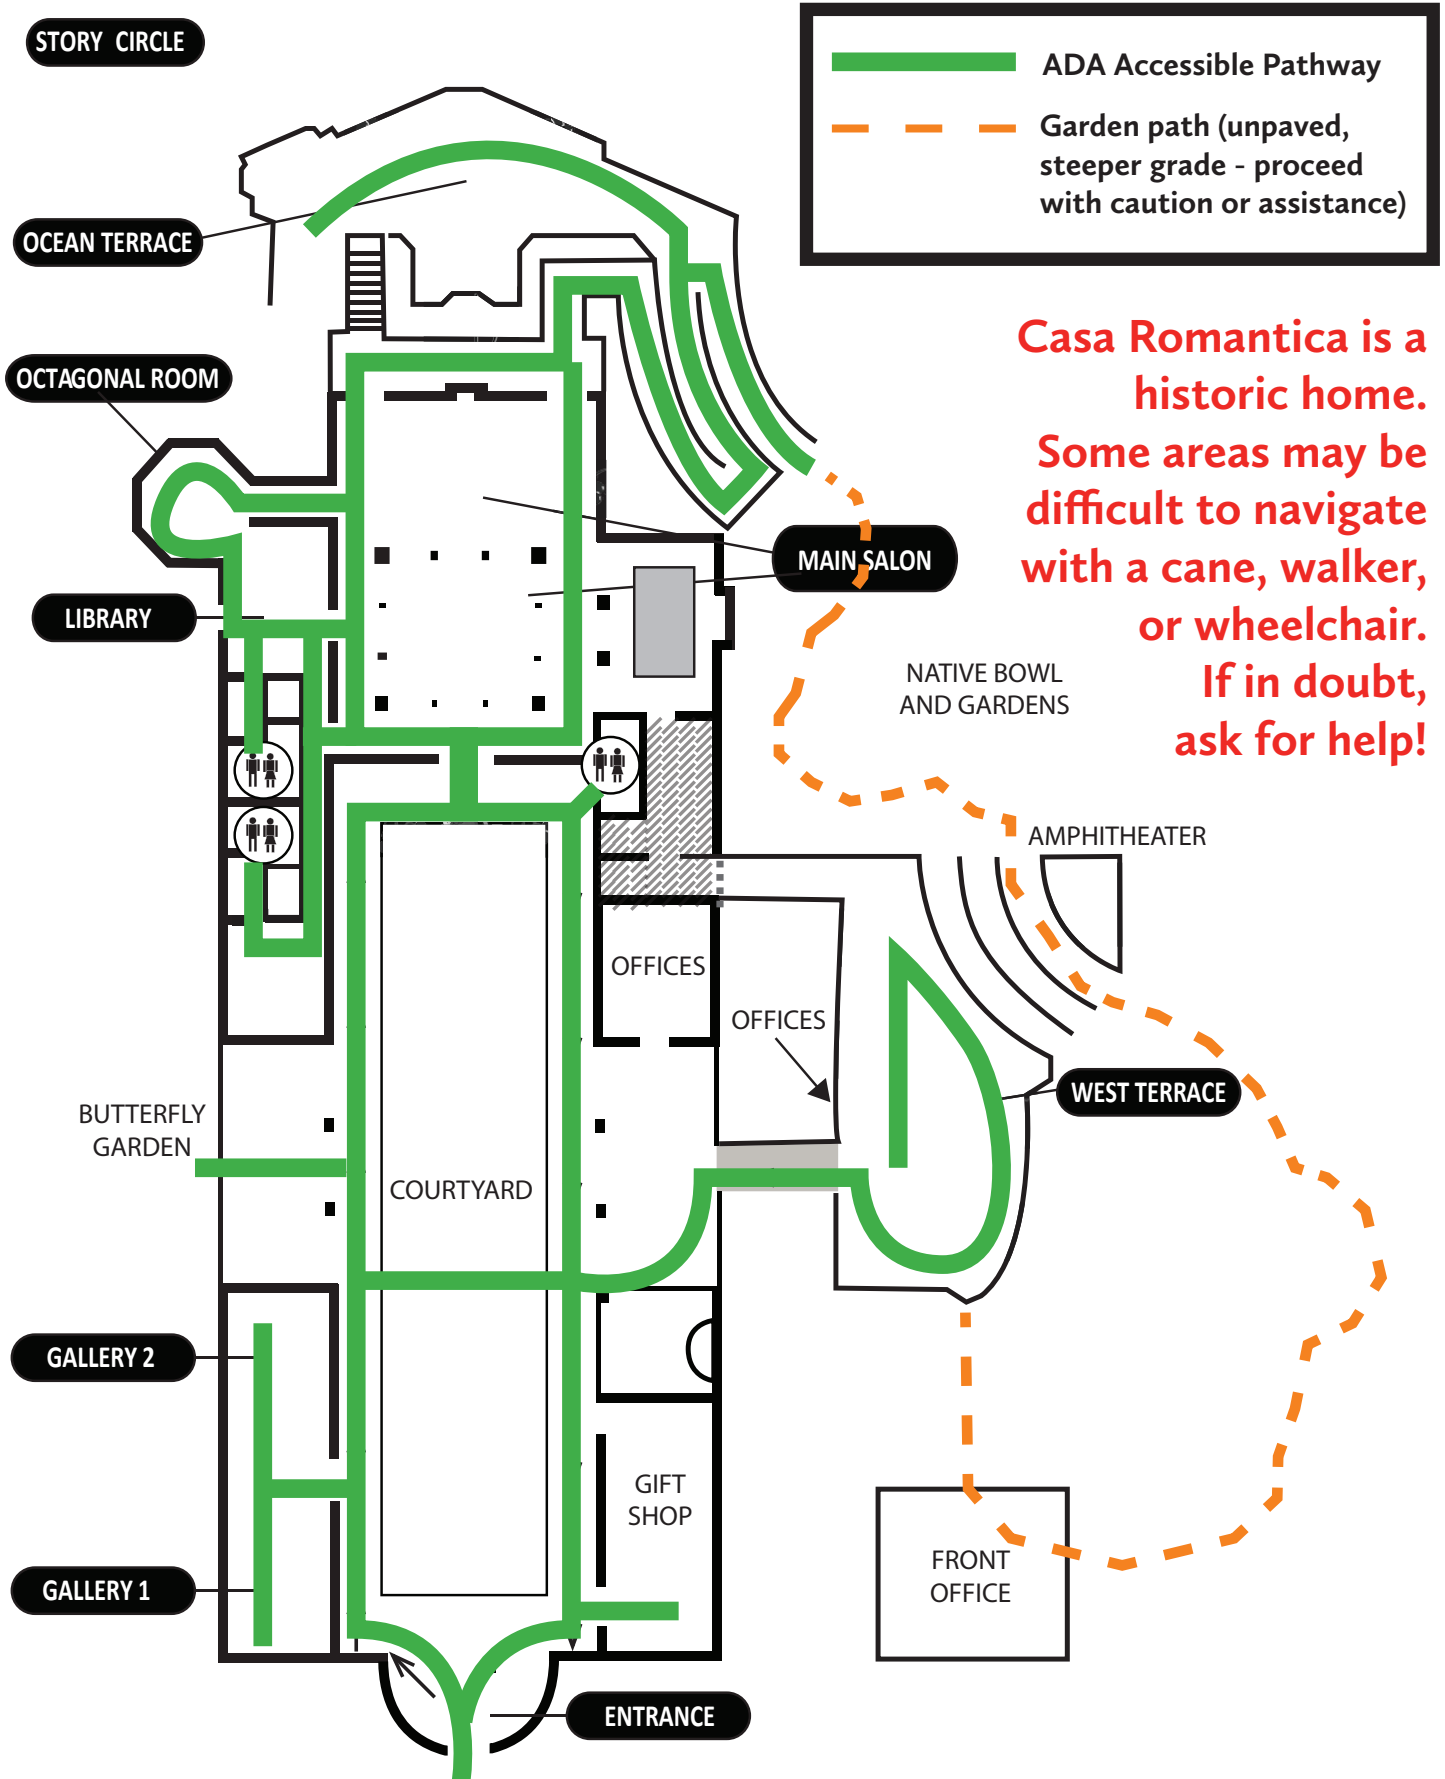 STORY CIRCLE
ADA Accessible Pathway
Garden path (unpaved,
steeper grade - proceed
with caution or assistance)
OCEAN TERRACE
Casa Romantica is a
historic home.
Some areas may be
difficult to navigate
with a cane, walker,
or wheelchair.
If in doubt,
ask for help!
OCTAGONAL ROOM
MAIN SALON
LIBRARY
NATIVE BOWL
AND GARDENS
AMPHITHEATER
OFFICES
OFFICES
WEST TERRACE
BUTTERFLY
GARDEN
COURTYARD
GALLERY 2
GIFT
SHOP
FRONT
OFFICE
GALLERY 1
ENTRANCE